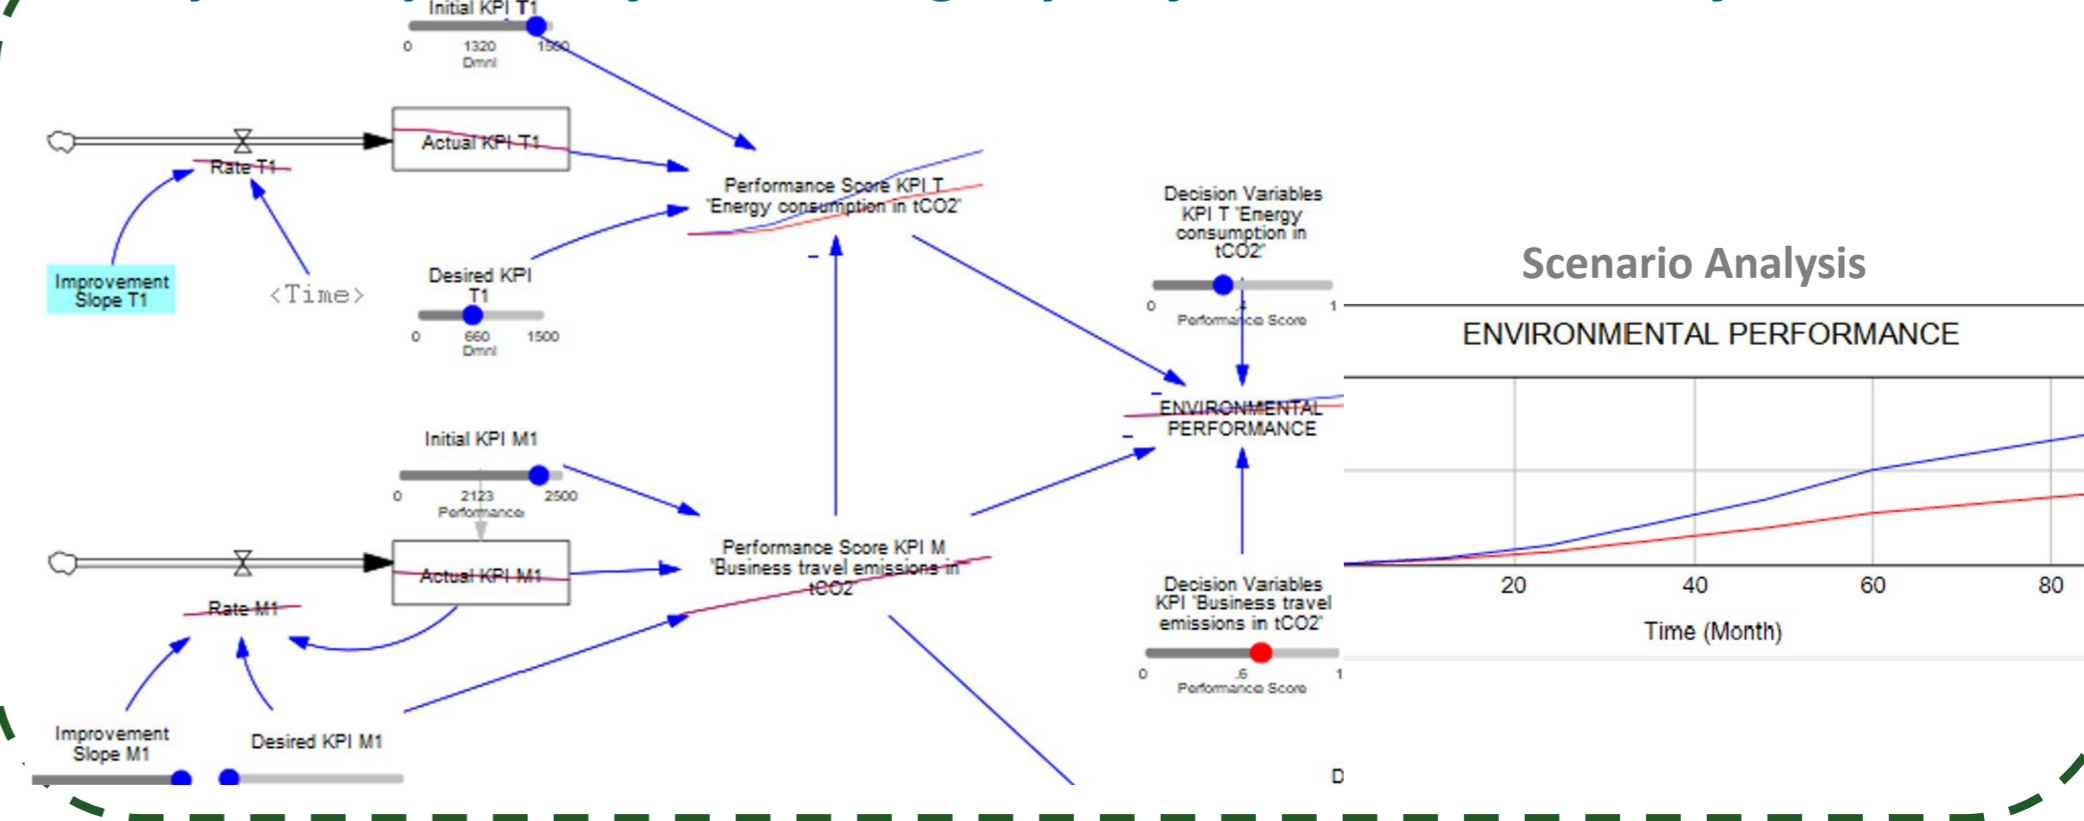 Initial KPI T1
0 1320 1500
Dmnl
Actual KPI T1
Rate T1
Improvement
Slope T1
<Time>
Desired KPI
T1
0 660 1500
Dmnl
Performance Score KPI T
'Energy consumption in tCO2'
Decision Variables
KPI T 'Energy
consumption in
tCO2'
0 .4 1
Performance Score
ENVIRONMENTAL
PERFORMANCE
Initial KPI M1
0 2123 2500
Performance
Actual KPI M1
Rate M1
Improvement
Slope M1
Desired KPI M1
Performance Score KPI M
'Business travel emissions in
tCO2'
Decision Variables
KPI 'Business travel
emissions in tCO2'
0 .6 1
Performance Score
D
Scenario Analysis
ENVIRONMENTAL PERFORMANCE
20 40 60 80
Time (Month)